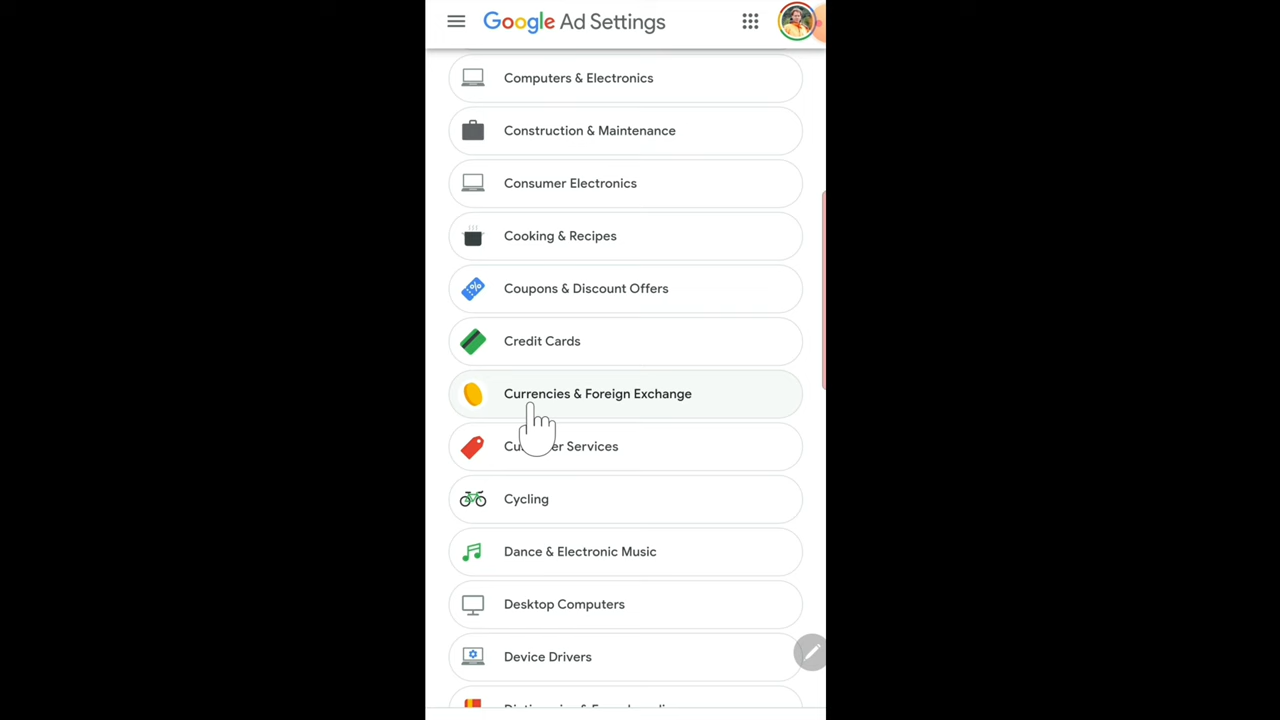 Google Ad Settings
Computers & Electronics
Construction & Maintenance
Consumer Electronics
Cooking & Recipes
Coupons & Discount Offers
Credit Cards
Currencies & Foreign Exchange
Services
Cycling
Dance & Electronic Music
Desktop Computers
Device Drivers